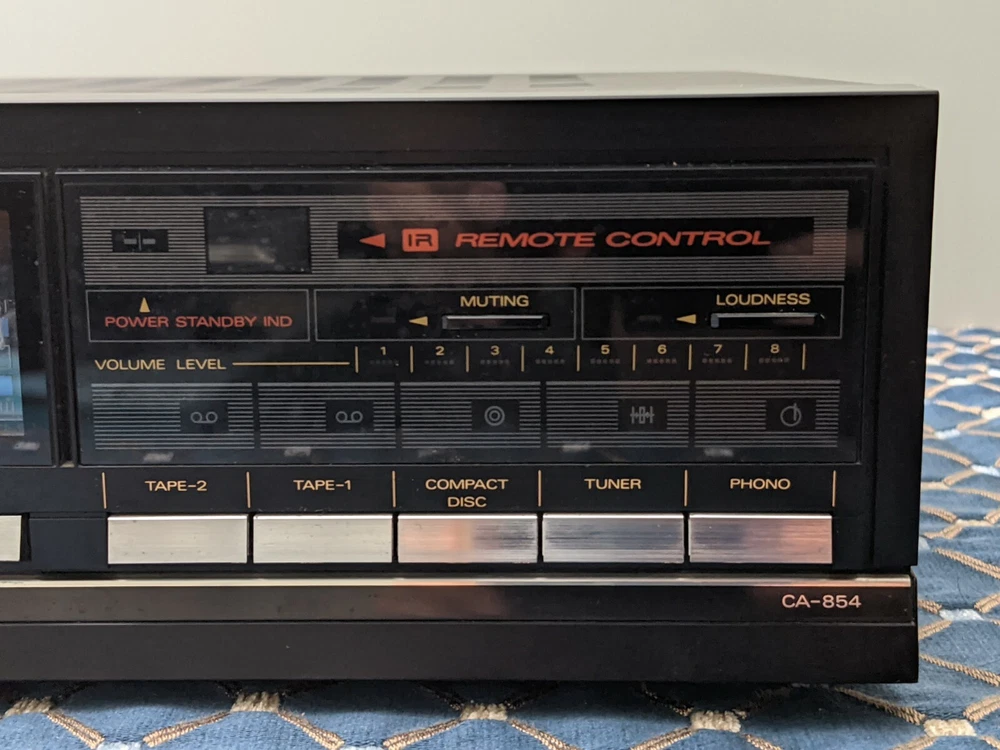 IR REMOTE CONTROL
MUTING
LOUDNESS
POWER STANDBY IND
VOLUME LEVEL
1 2 3 4 5 6 7 8
TAPE-2
TAPE-1
COMPACT
DISC
TUNER
PHONO
CA-854